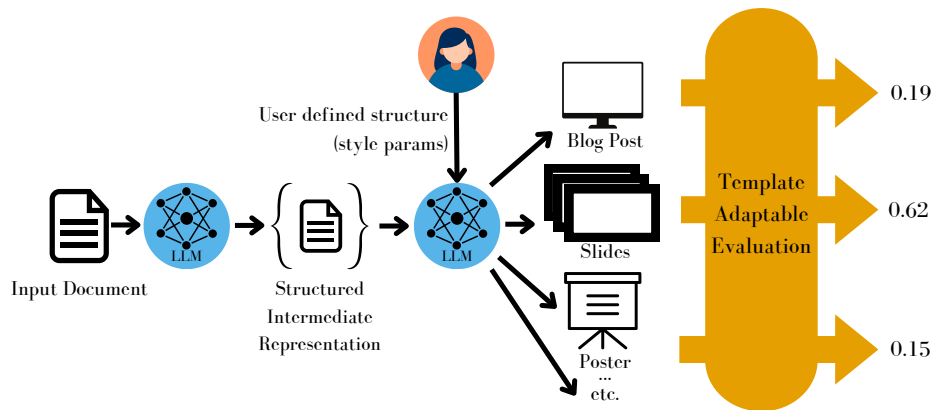 User defined structure
(style params)
Blog Post
0.19
LLM
LLM
Input Document
Structured
Intermediate
Representation
Slides
Template
Adaptable
Evaluation
0.62
Poster
...
etc.
0.15